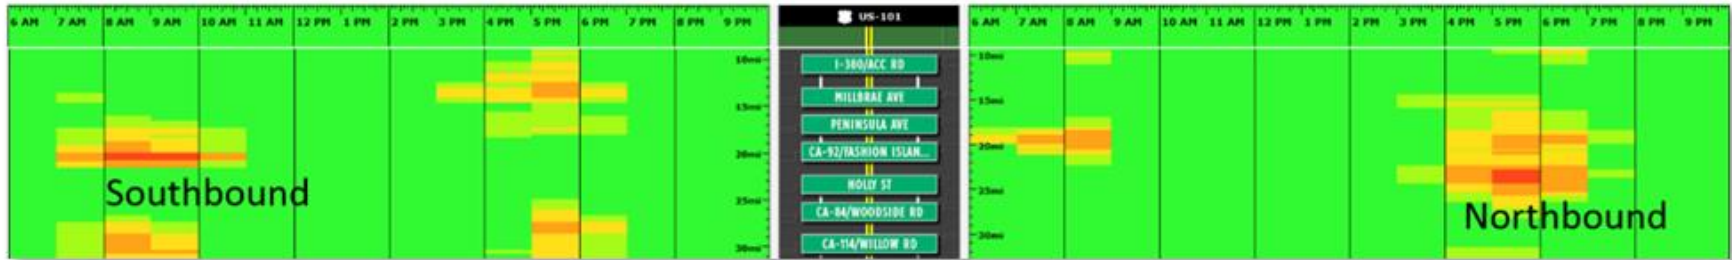 6 AM 7 AM 8 AM 9 AM 10 AM 11 AM 12 PM 1 PM 2 PM 3 PM 4 PM 5 PM 6 PM 7 PM 8 PM 9 PM
US-101
6 AM 7 AM 8 AM 9 AM 10 AM 11 AM 12 PM 1 PM 2 PM 3 PM 4 PM 5 PM 6 PM 7 PM 8 PM 9 PM
10mi
15mi
20mi
25mi
30mi
Southbound
I-380/ACC RD
MILLBRAE AVE
PENINSULA AVE
CA-92/FASHION ISLAN...
HOLLY ST
CA-84/WOODSIDE RD
CA-114/WILLOW RD
10mi
15mi
20mi
25mi
30mi
Northbound